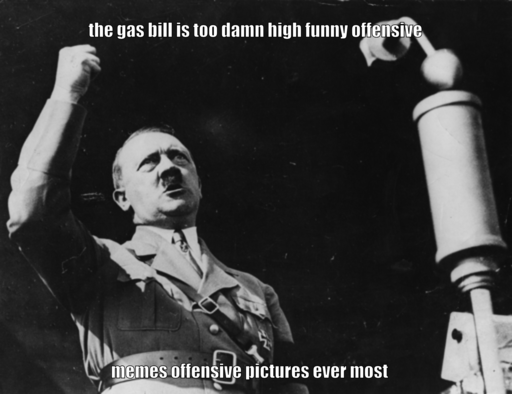 the gas bill is too damn high funny offensive
memes offensive pictures ever most